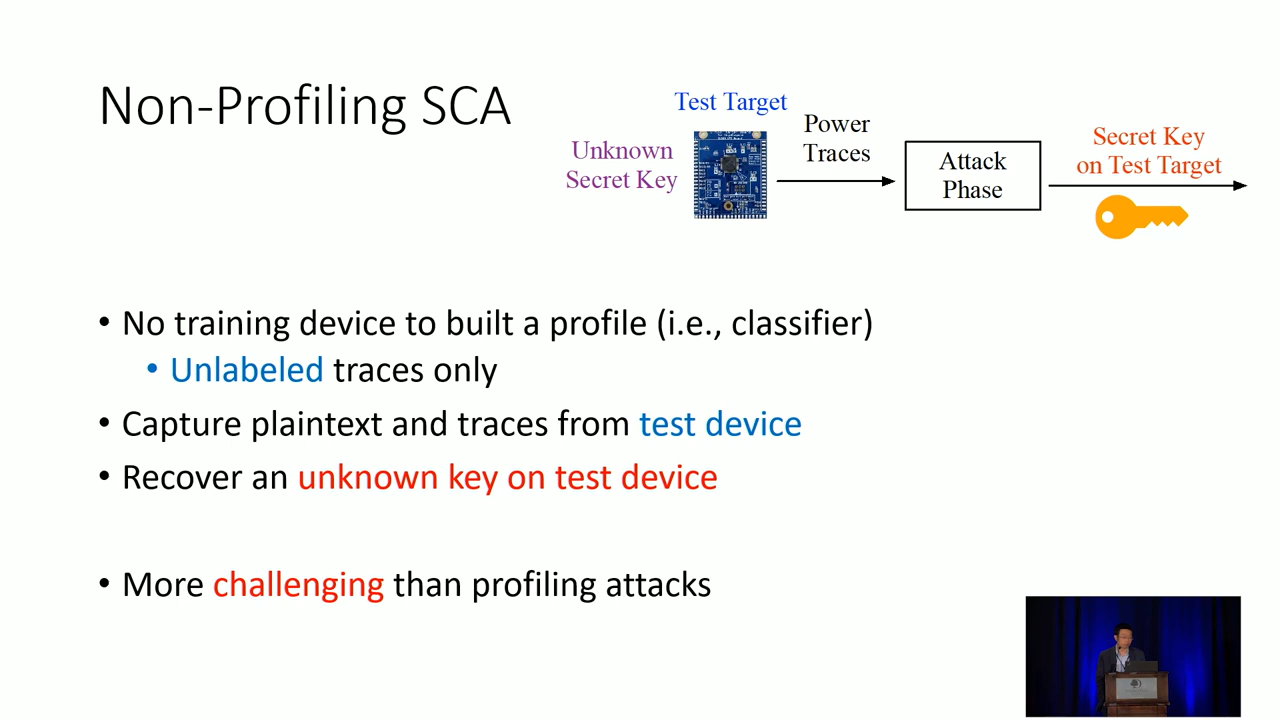 Non-Profiling SCA
Test Target
Unknown
Secret Key
Power
Traces
Attack
Phase
Secret Key
on Test Target
• No training device to built a profile (i.e., classifier)
• Unlabeled traces only
• Capture plaintext and traces from test device
• Recover an unknown key on test device
• More challenging than profiling attacks